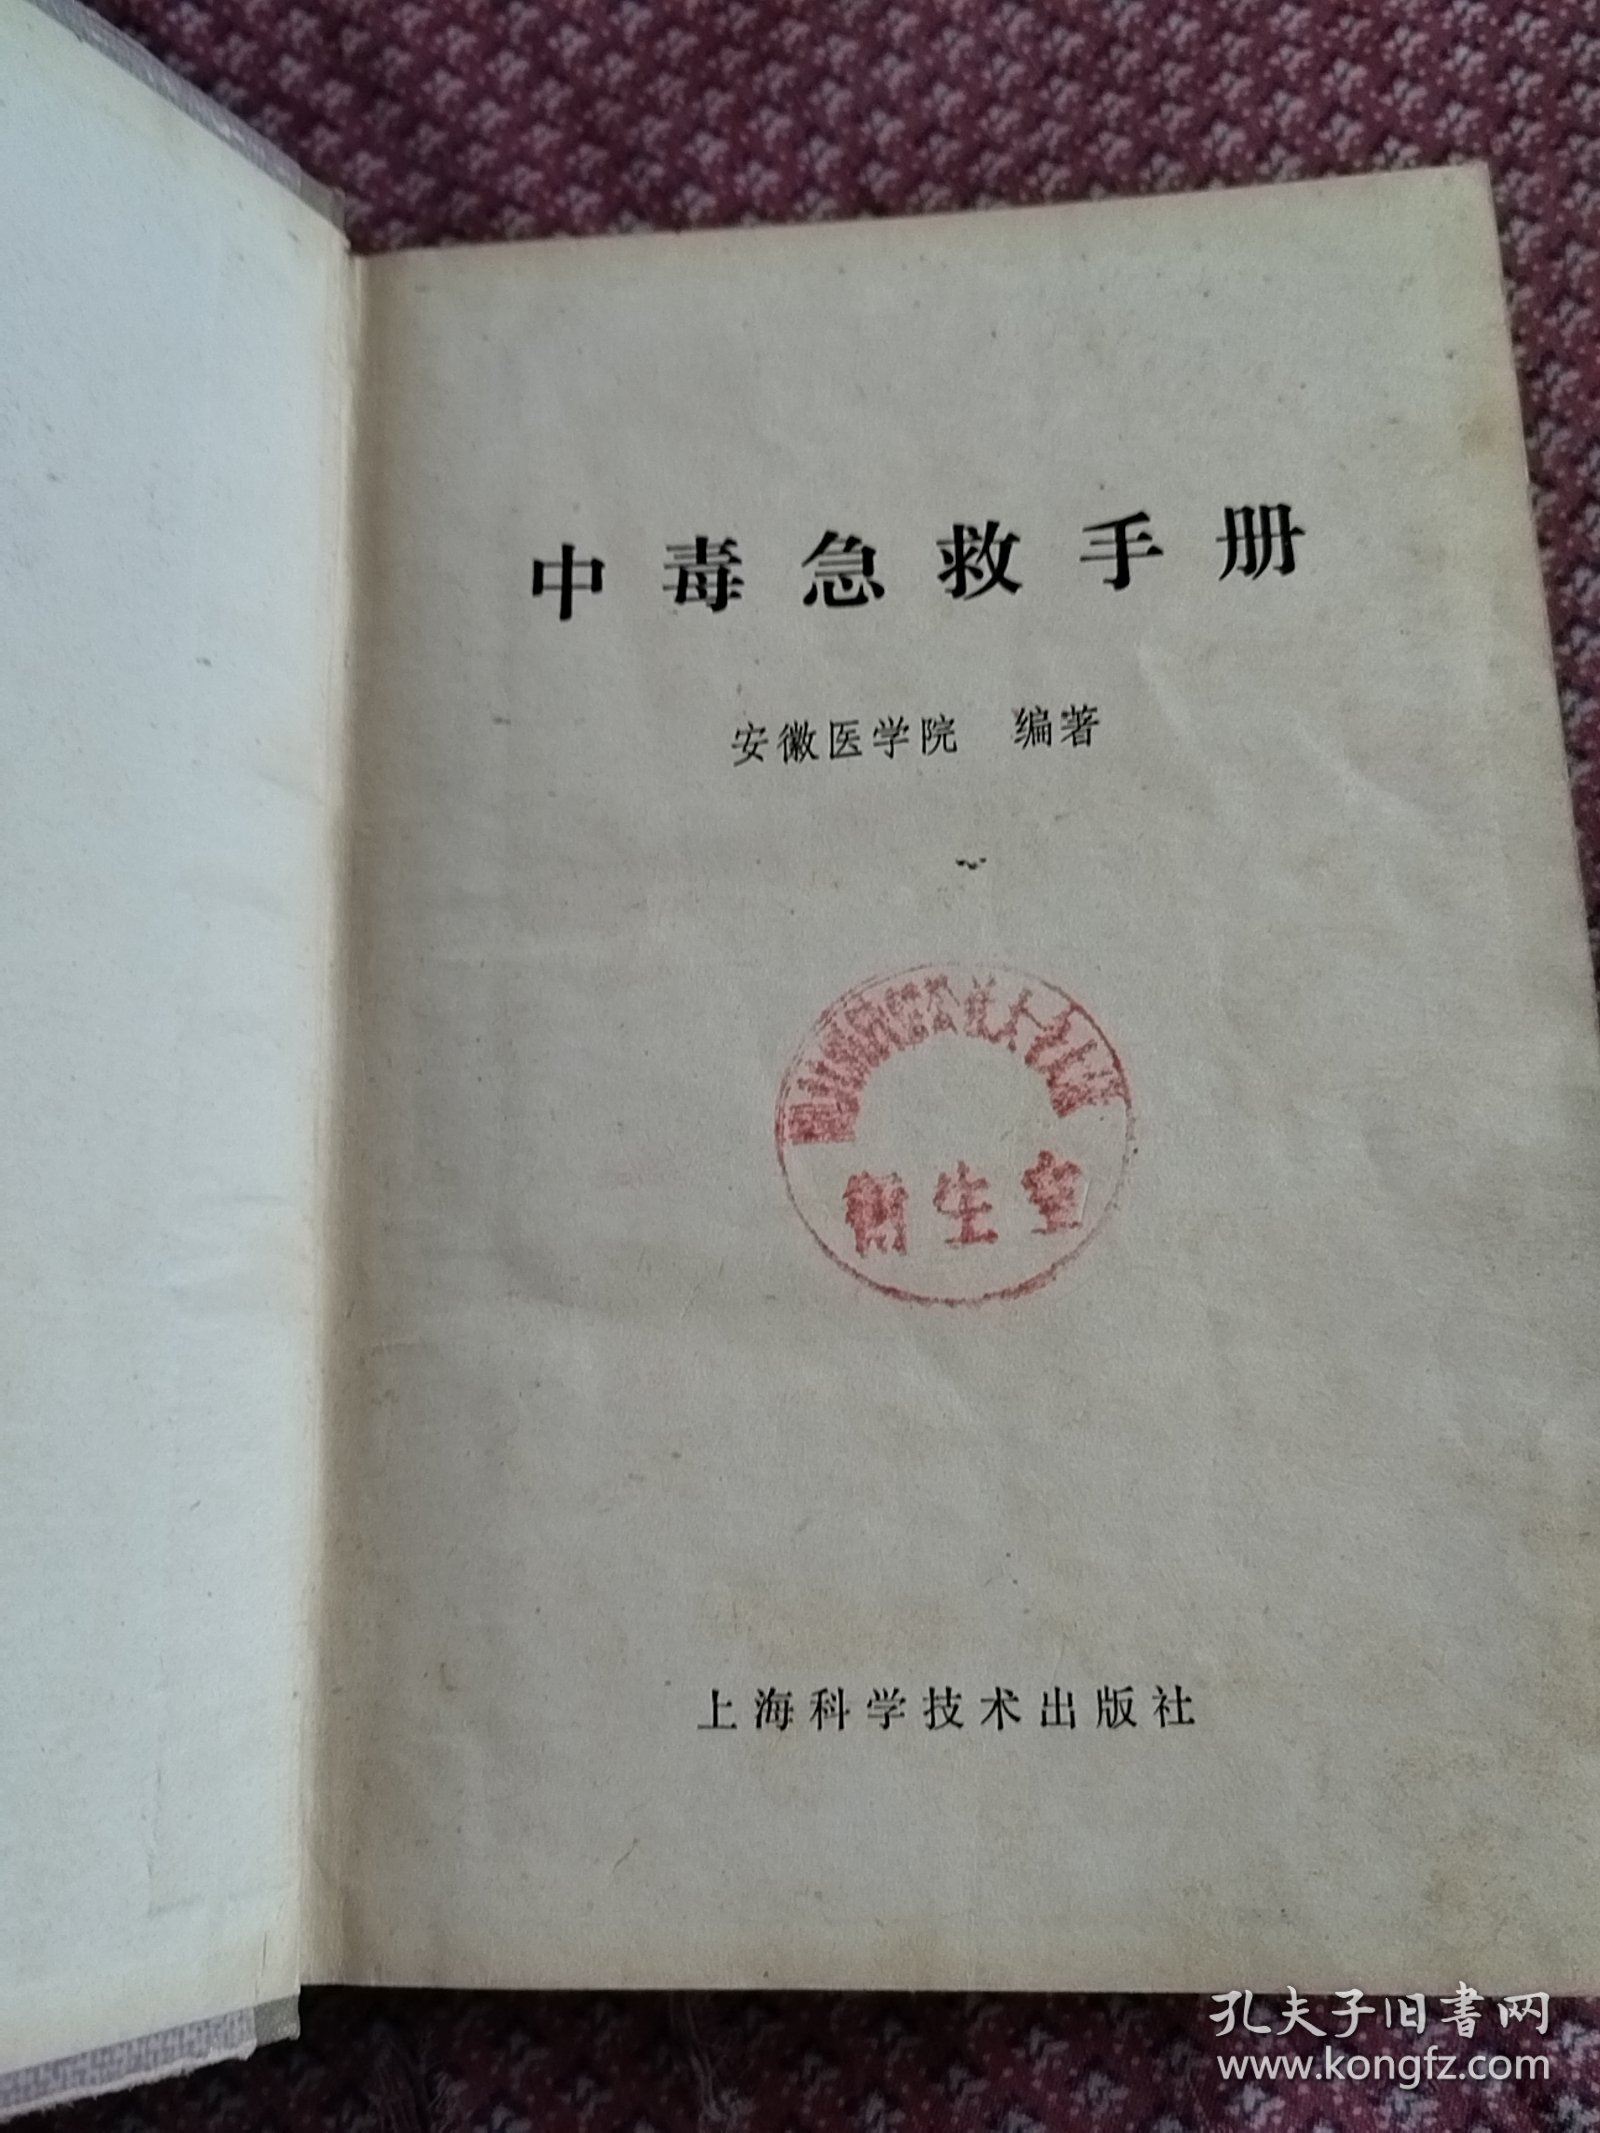 中毒急救手册
安徽医学院 编著
衛生室
上海科学技术出版社
孔夫子旧书网
www.kongfz.com